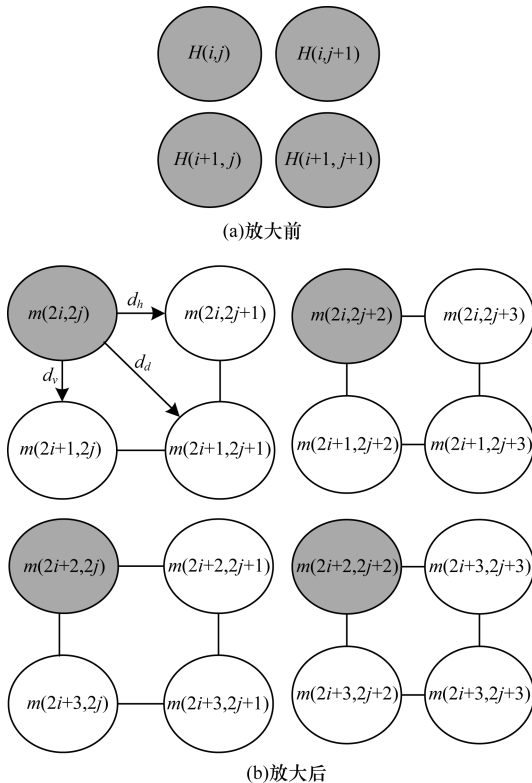 H(i,j) H(i,j+1)
H(i+1, j) H(i+1, j+1)
(a)放大前
m(2i,2j) d_h m(2i,2j+1) m(2i,2j+2) m(2i,2j+3)
d_v d_d
m(2i+1,2j) m(2i+1,2j+1) m(2i+1,2j+2) m(2i+1,2j+3)
m(2i+2,2j) m(2i+2,2j+1) m(2i+2,2j+2) m(2i+3,2j+3)
m(2i+3,2j) m(2i+3,2j+1) m(2i+3,2j+2) m(2i+3,2j+3)
(b)放大后